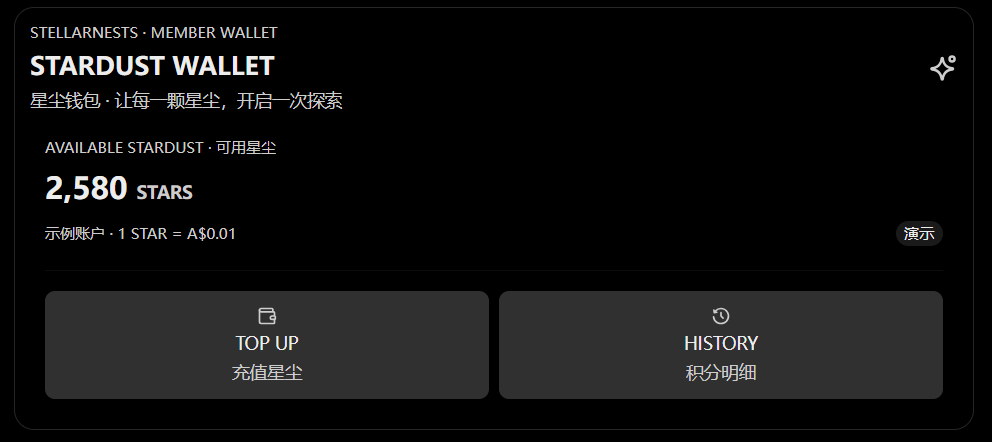 STELLARNESTS · MEMBER WALLET
STARDUST WALLET
星尘钱包 · 让每一颗星尘，开启一次探索
AVAILABLE STARDUST · 可用星尘
2,580 STARS
示例账户 · 1 STAR = A$0.01
演示
TOP UP
充值星尘
HISTORY
积分明细